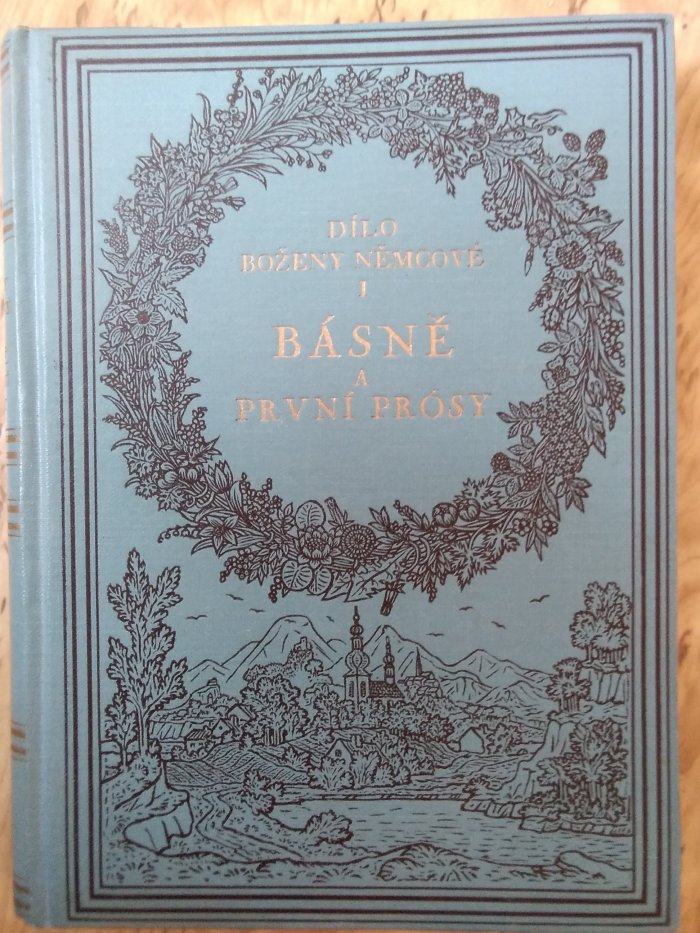 DÍLO
BOŽENY NĚMCOVÉ
I
BÁSNĚ
A
PRVNÍ PRÓSY